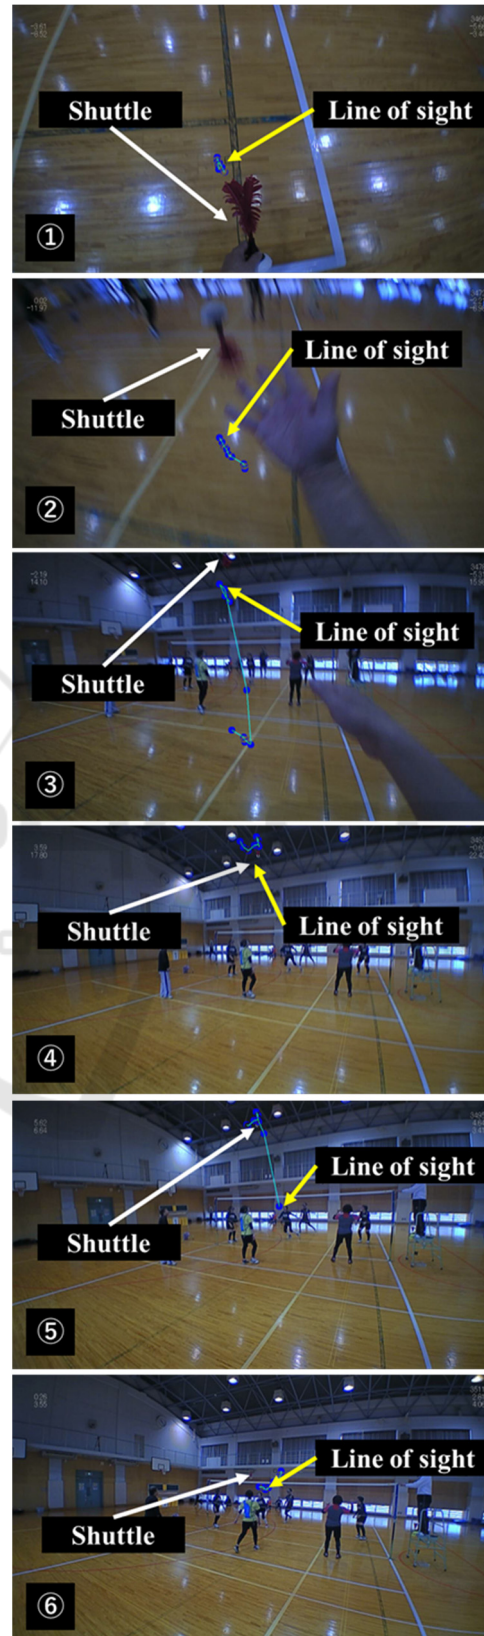 Shuttle
Line of sight
①
Line of sight
Shuttle
②
Line of sight
Shuttle
③
Shuttle
Line of sight
④
Line of sight
Shuttle
⑤
Line of sight
Shuttle
⑥